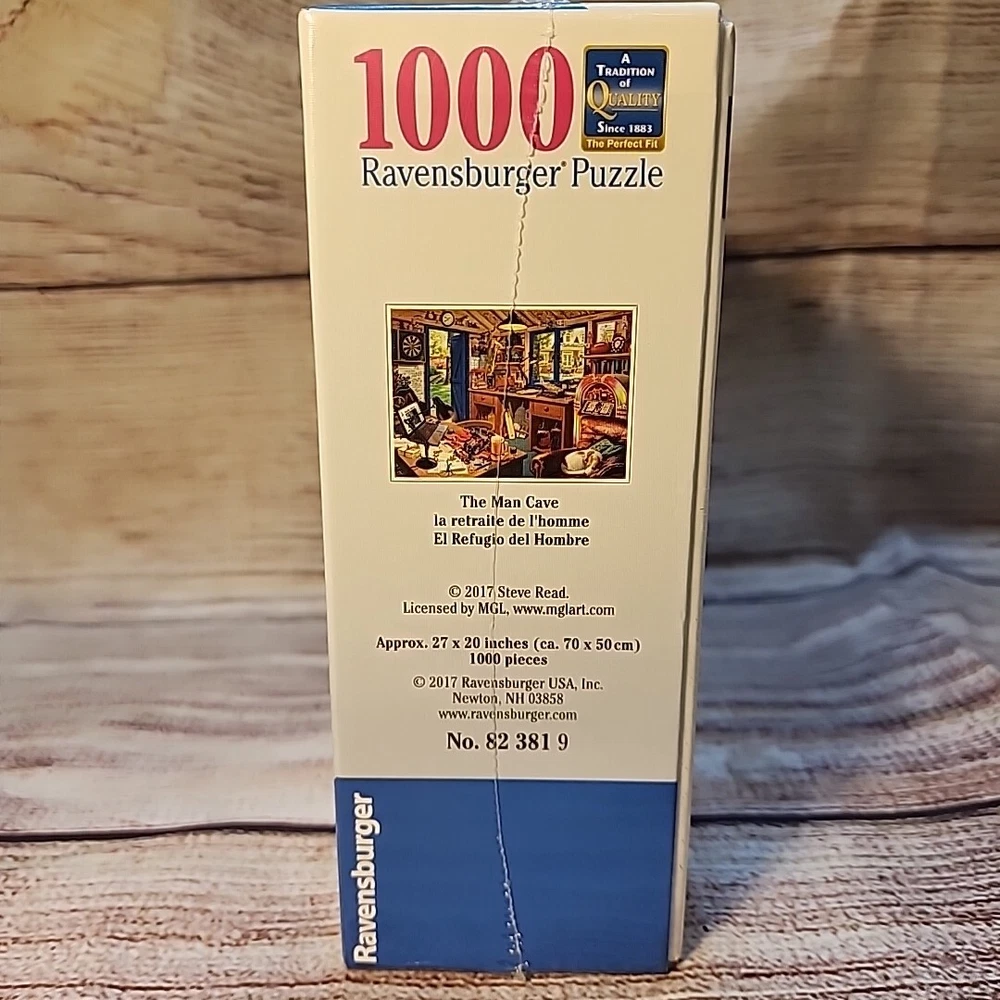 1000
A
TRADITION
of
QUALITY
Since 1883
The Perfect Fit
Ravensburger® Puzzle
The Man Cave
la retraite de l'homme
El Refugio del Hombre
© 2017 Steve Read.
Licensed by MGL, www.mglart.com
Approx. 27 x 20 inches (ca. 70 x 50 cm)
1000 pieces
© 2017 Ravensburger USA, Inc.
Newton, NH 03858
www.ravensburger.com
No. 82 381 9
Ravensburger